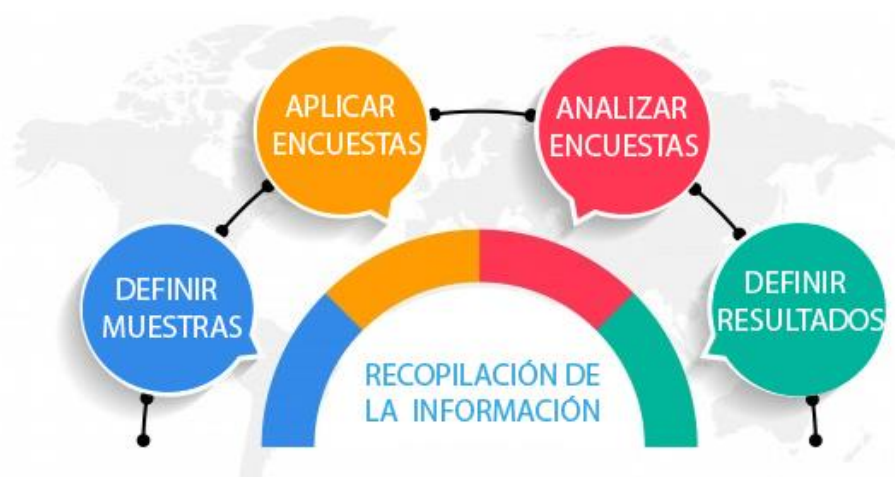 APLICAR
ENCUESTAS
ANALIZAR
ENCUESTAS
DEFINIR
MUESTRAS
DEFINIR
RESULTADOS
RECOPILACIÓN DE
LA INFORMACIÓN